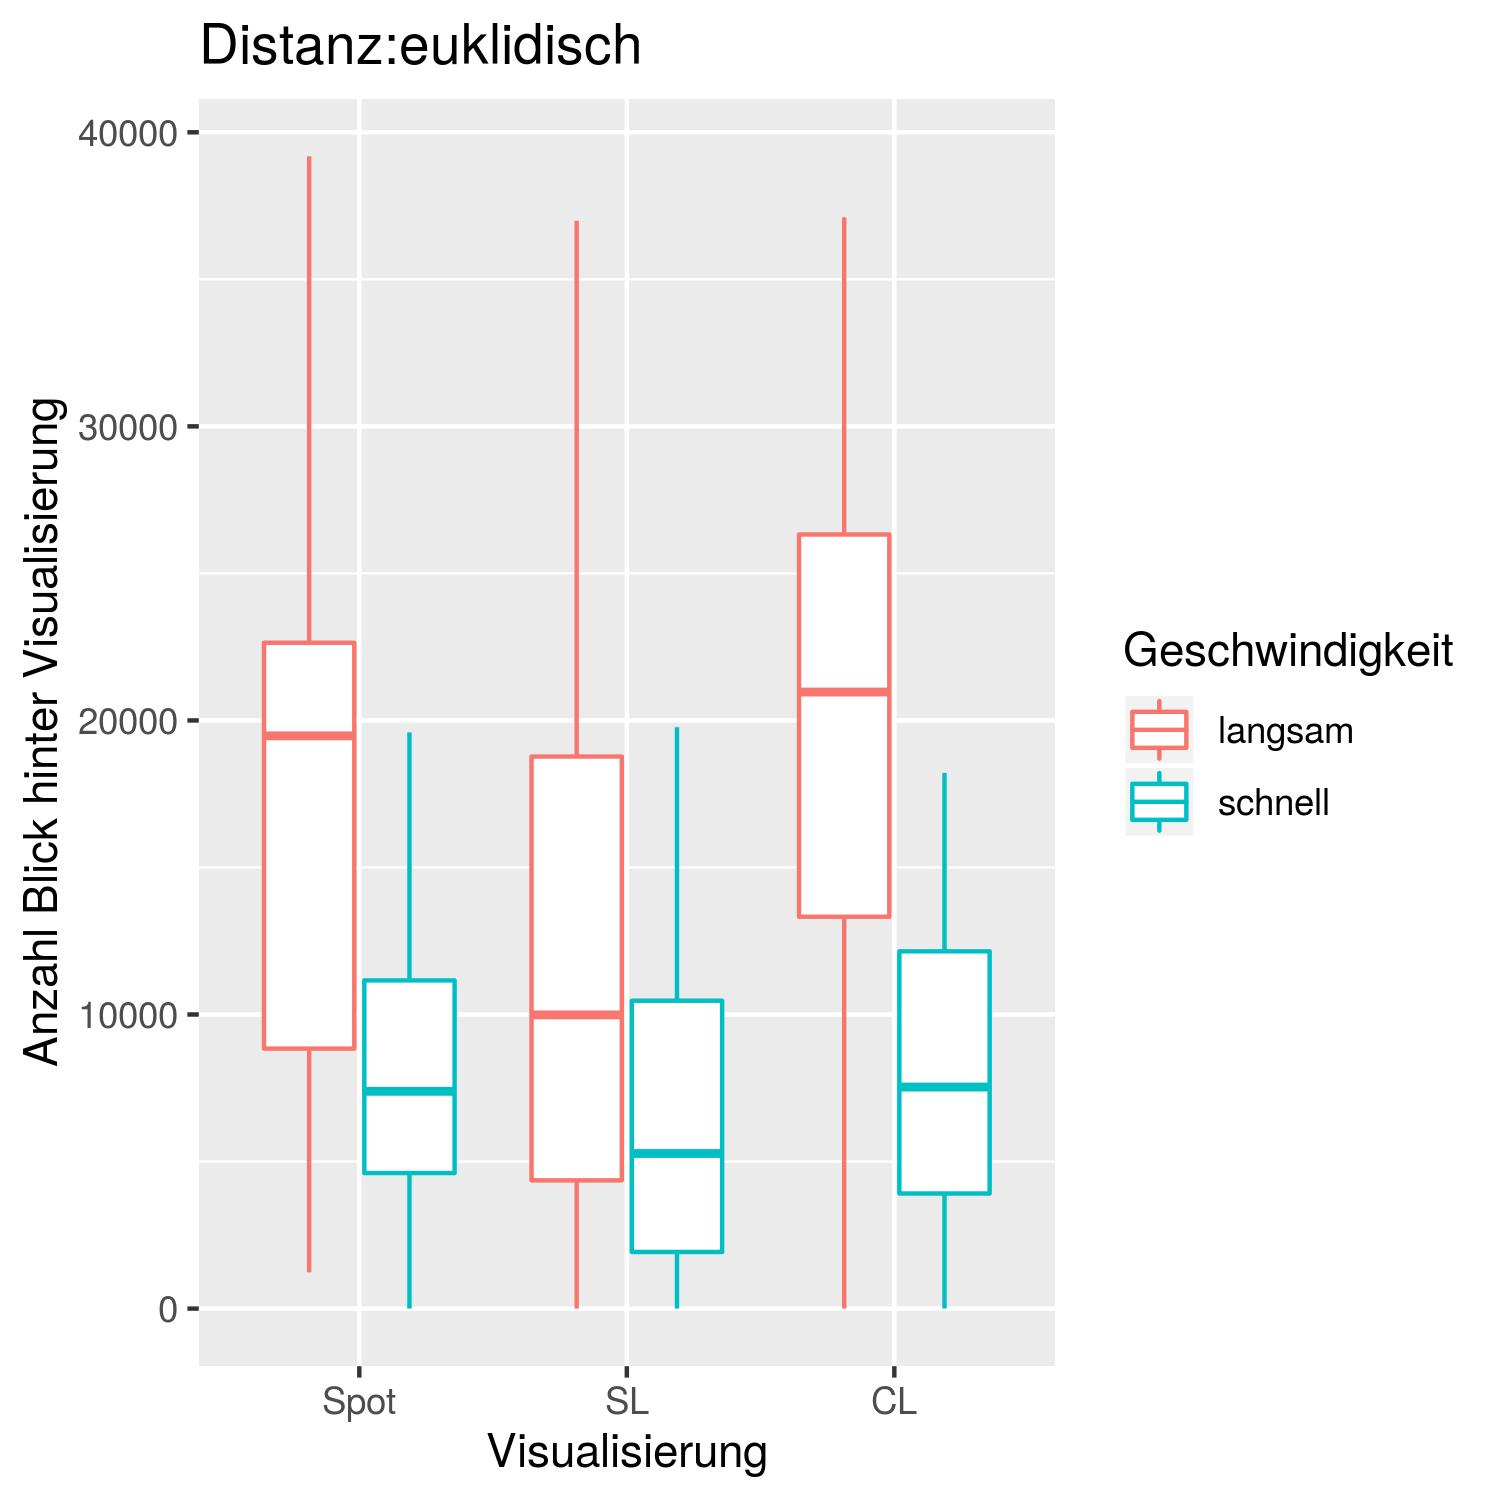 Distanz:euklidisch
Anzahl Blick hinter Visualisierung
40000
30000
20000
10000
0
Spot SL CL
Visualisierung
Geschwindigkeit
langsam
schnell